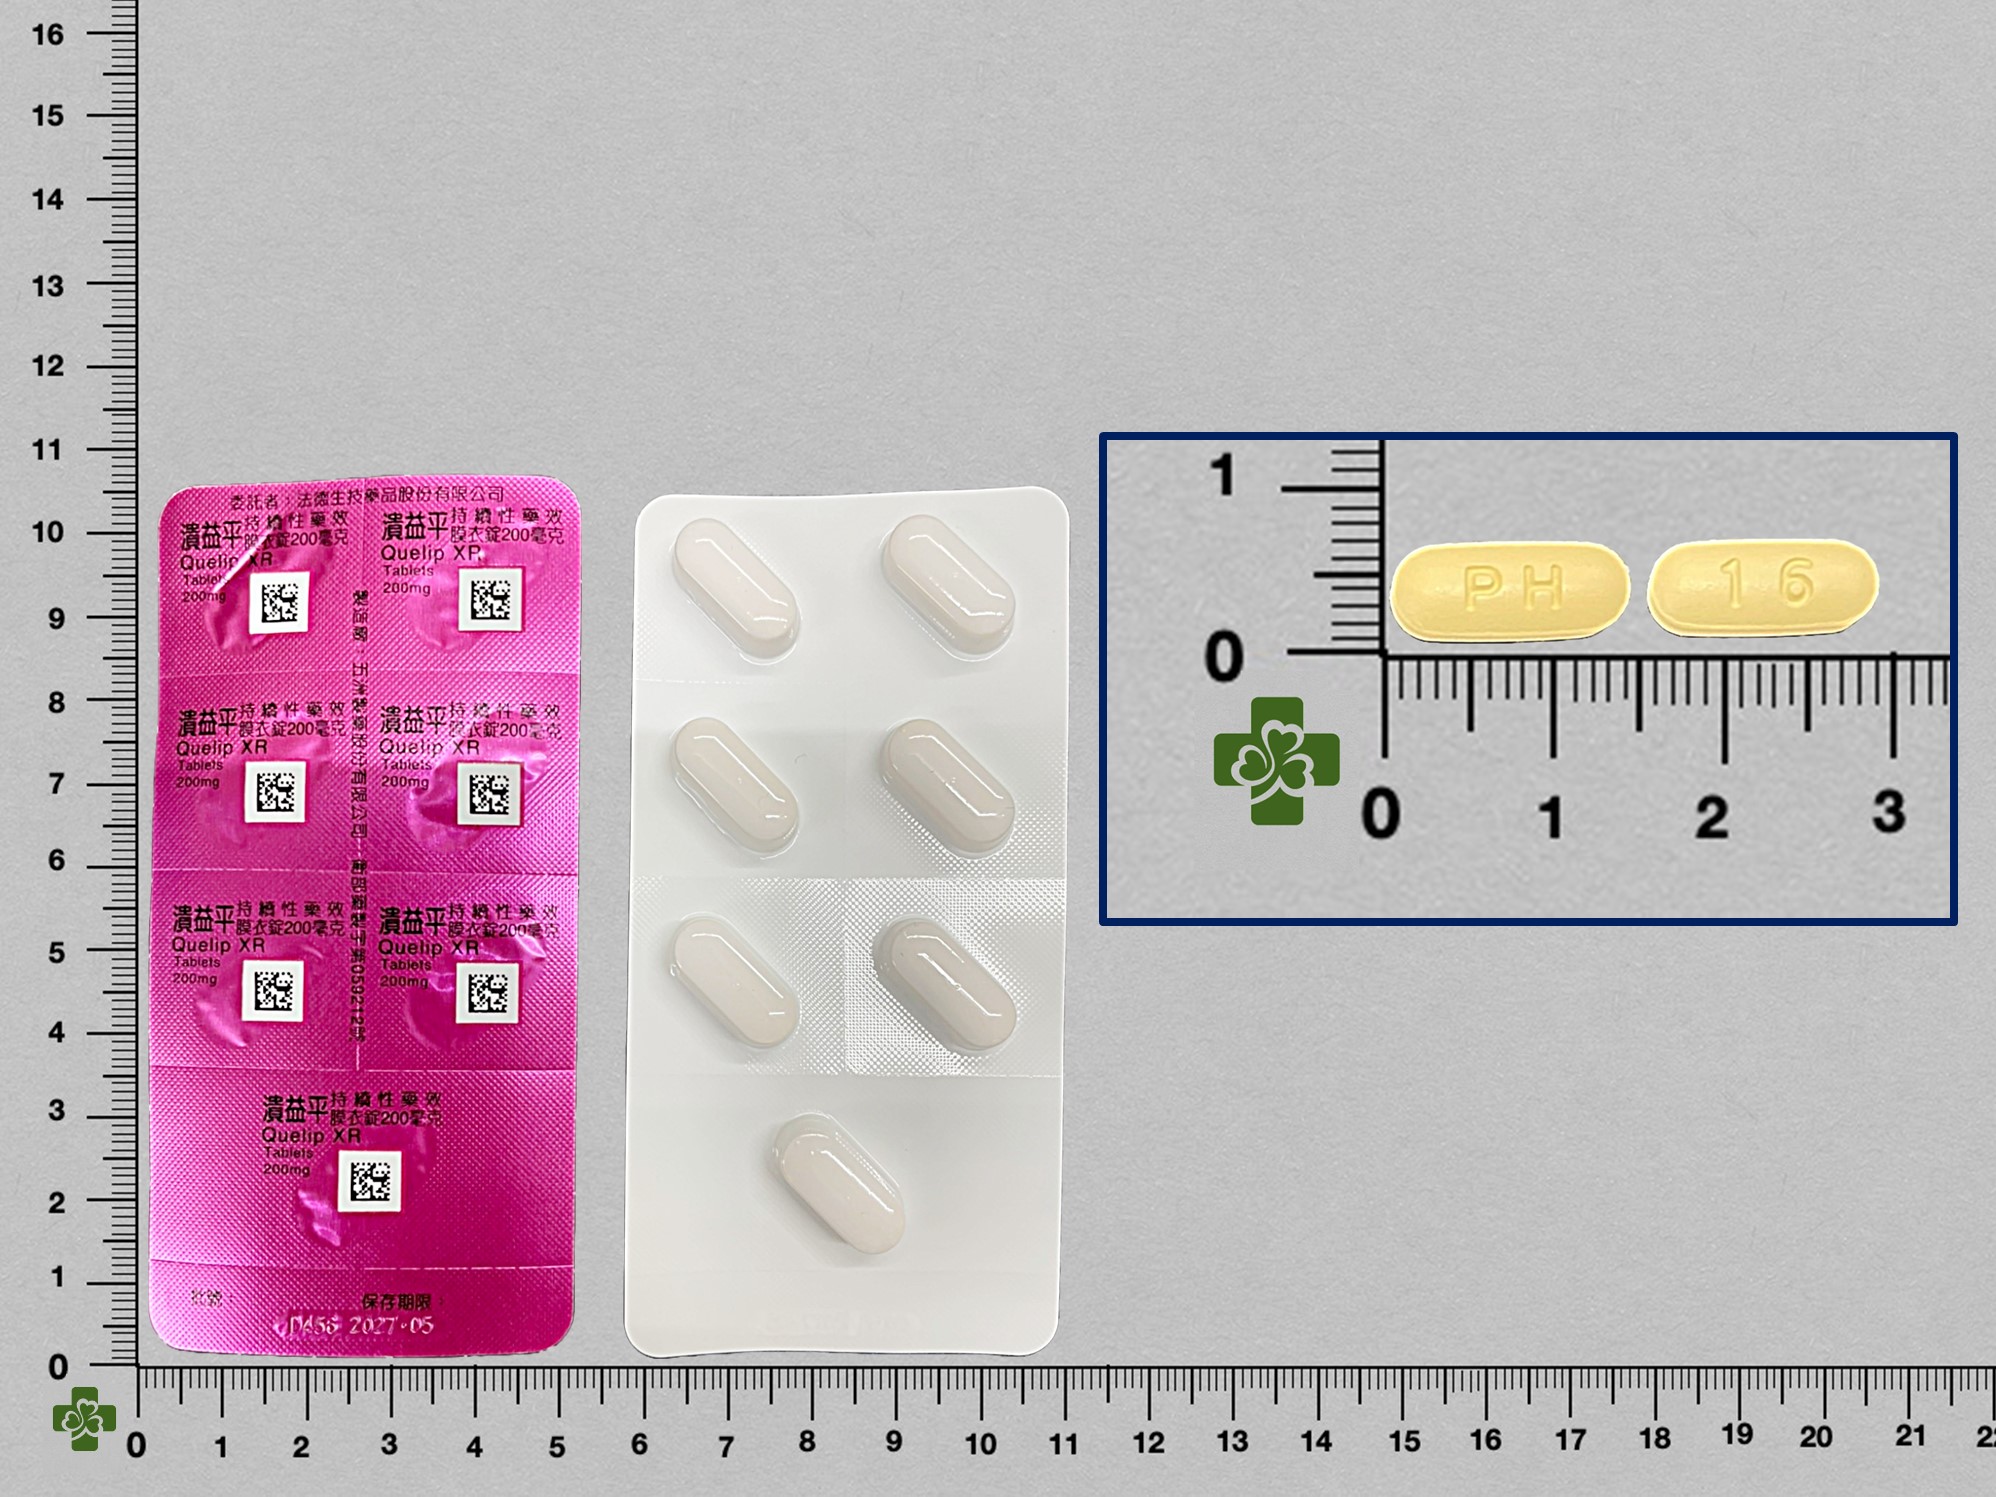 委託者：法德生技藥品股份有限公司
潰益平持續性藥效
膜衣錠200毫克
Quelip XR
Tablets
200mg
潰益平持續性藥效
膜衣錠200毫克
Quelip XR
Tablets
200mg
潰益平持續性藥效
膜衣錠200毫克
Quelip XR
Tablets
200mg
潰益平持續性藥效
膜衣錠200毫克
Quelip XR
Tablets
200mg
潰益平持續性藥效
膜衣錠200毫克
Quelip XR
Tablets
200mg
潰益平持續性藥效
膜衣錠200毫克
Quelip XR
Tablets
200mg
潰益平持續性藥效
膜衣錠200毫克
Quelip XR
Tablets
200mg
製造廠：五洲製藥股份有限公司 衛部藥製字第059212號
批號：
保存期限：
2027·05
PH
16
1
0
0 1 2 3
16
15
14
13
12
11
10
9
8
7
6
5
4
3
2
1
0
0 1 2 3 4 5 6 7 8 9 10 11 12 13 14 15 16 17 18 19 20 21